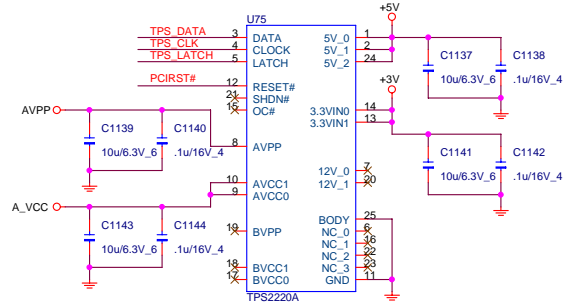 U75
+5V
TPS_DATA 3 DATA 5V_0 1
TPS_CLK 4 CLOCK 5V_1 2
TPS_LATCH 5 LATCH 5V_2 24
C1137 C1138
10u/6.3V_6 .1u/16V_4
PCIRST# 12 RESET#
+3V
21 SHDN#
15 OC# 3.3VIN0 14
3.3VIN1 13
AVPP
C1139 C1140
10u/6.3V_6 .1u/16V_4
8 AVPP
C1141 C1142
10u/6.3V_6 .1u/16V_4
12V_0 7
10 AVCC1 12V_1 20
9 AVCC0
A_VCC
C1143 C1144
10u/6.3V_6 .1u/16V_4
BODY 25
19 BVPP NC_0 6
NC_1 16
NC_2 22
18 BVCC1 NC_3 23
17 BVCC0 GND 11
TPS2220A